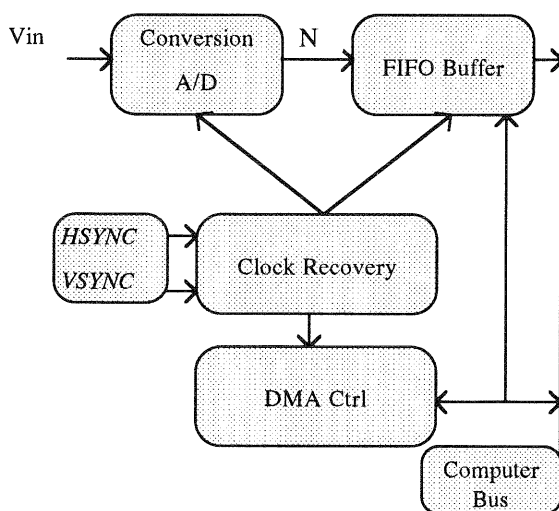 Vin
Conversion
A/D
N
FIFO Buffer
HSYNC
VSYNC
Clock Recovery
DMA Ctrl
Computer
Bus